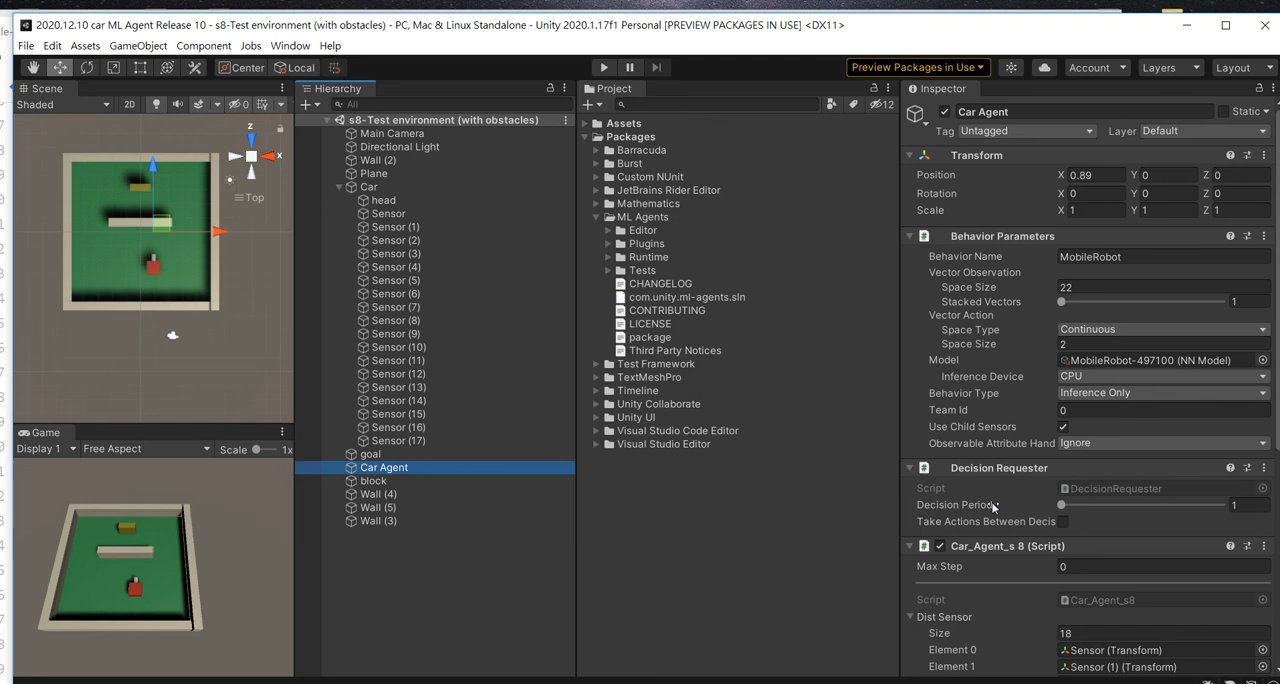 2020.12.10 car ML Agent Release 10 - s8-Test environment (with obstacles) - PC, Mac & Linux Standalone - Unity 2020.1.17f1 Personal [PREVIEW PACKAGES IN USE] <DX11>
File Edit Assets GameObject Component Jobs Window Help
Center Local Preview Packages in Use Account Layers Layout
Scene
Shaded 2D 0
z
x
Top
Game
Display 1 Free Aspect Scale 1x
Hierarchy
All
s8-Test environment (with obstacles)
Main Camera
Directional Light
Wall (2)
Plane
Car
head
Sensor
Sensor (1)
Sensor (2)
Sensor (3)
Sensor (4)
Sensor (5)
Sensor (6)
Sensor (7)
Sensor (8)
Sensor (9)
Sensor (10)
Sensor (11)
Sensor (12)
Sensor (13)
Sensor (14)
Sensor (15)
Sensor (16)
Sensor (17)
goal
Car Agent
block
Wall (4)
Wall (5)
Wall (3)
Project
12
Assets
Packages
Barracuda
Burst
Custom NUnit
JetBrains Rider Editor
Mathematics
ML Agents
Editor
Plugins
Runtime
Tests
CHANGELOG
com.unity.ml-agents.sln
CONTRIBUTING
LICENSE
package
Third Party Notices
Test Framework
TextMeshPro
Timeline
Unity Collaborate
Unity UI
Visual Studio Code Editor
Visual Studio Editor
Inspector
Car Agent Static
Tag Untagged Layer Default
Transform
Position X 0.89 Y 0 Z 0
Rotation X 0 Y 0 Z 0
Scale X 1 Y 1 Z 1
Behavior Parameters
Behavior Name MobileRobot
Vector Observation
Space Size 22
Stacked Vectors 1
Vector Action
Space Type Continuous
Space Size 2
Model MobileRobot-497100 (NN Model)
Inference Device CPU
Behavior Type Inference Only
Team Id 0
Use Child Sensors
Observable Attribute Hand Ignore
Decision Requester
Script DecisionRequester
Decision Period 1
Take Actions Between Decis
Car_Agent_s 8 (Script)
Max Step 0
Script Car_Agent_s8
Dist Sensor
Size 18
Element 0 Sensor (Transform)
Element 1 Sensor (1) (Transform)